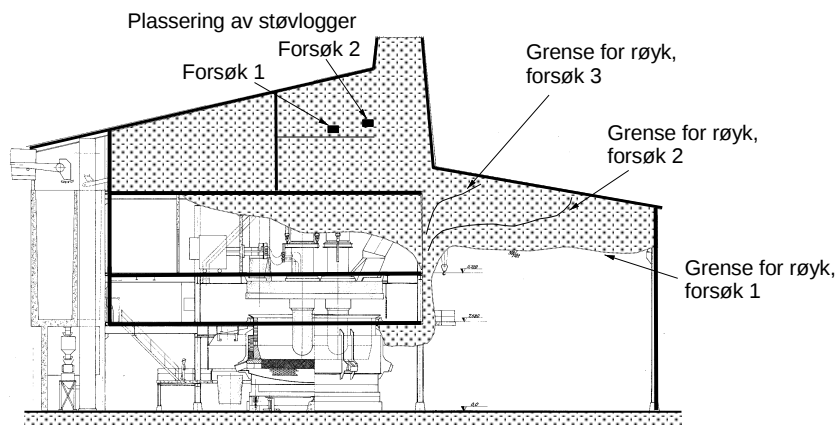 Plassering av støvlogger
Forsøk 2
Forsøk 1
Grense for røyk,
forsøk 3
Grense for røyk,
forsøk 2
Grense for røyk,
forsøk 1